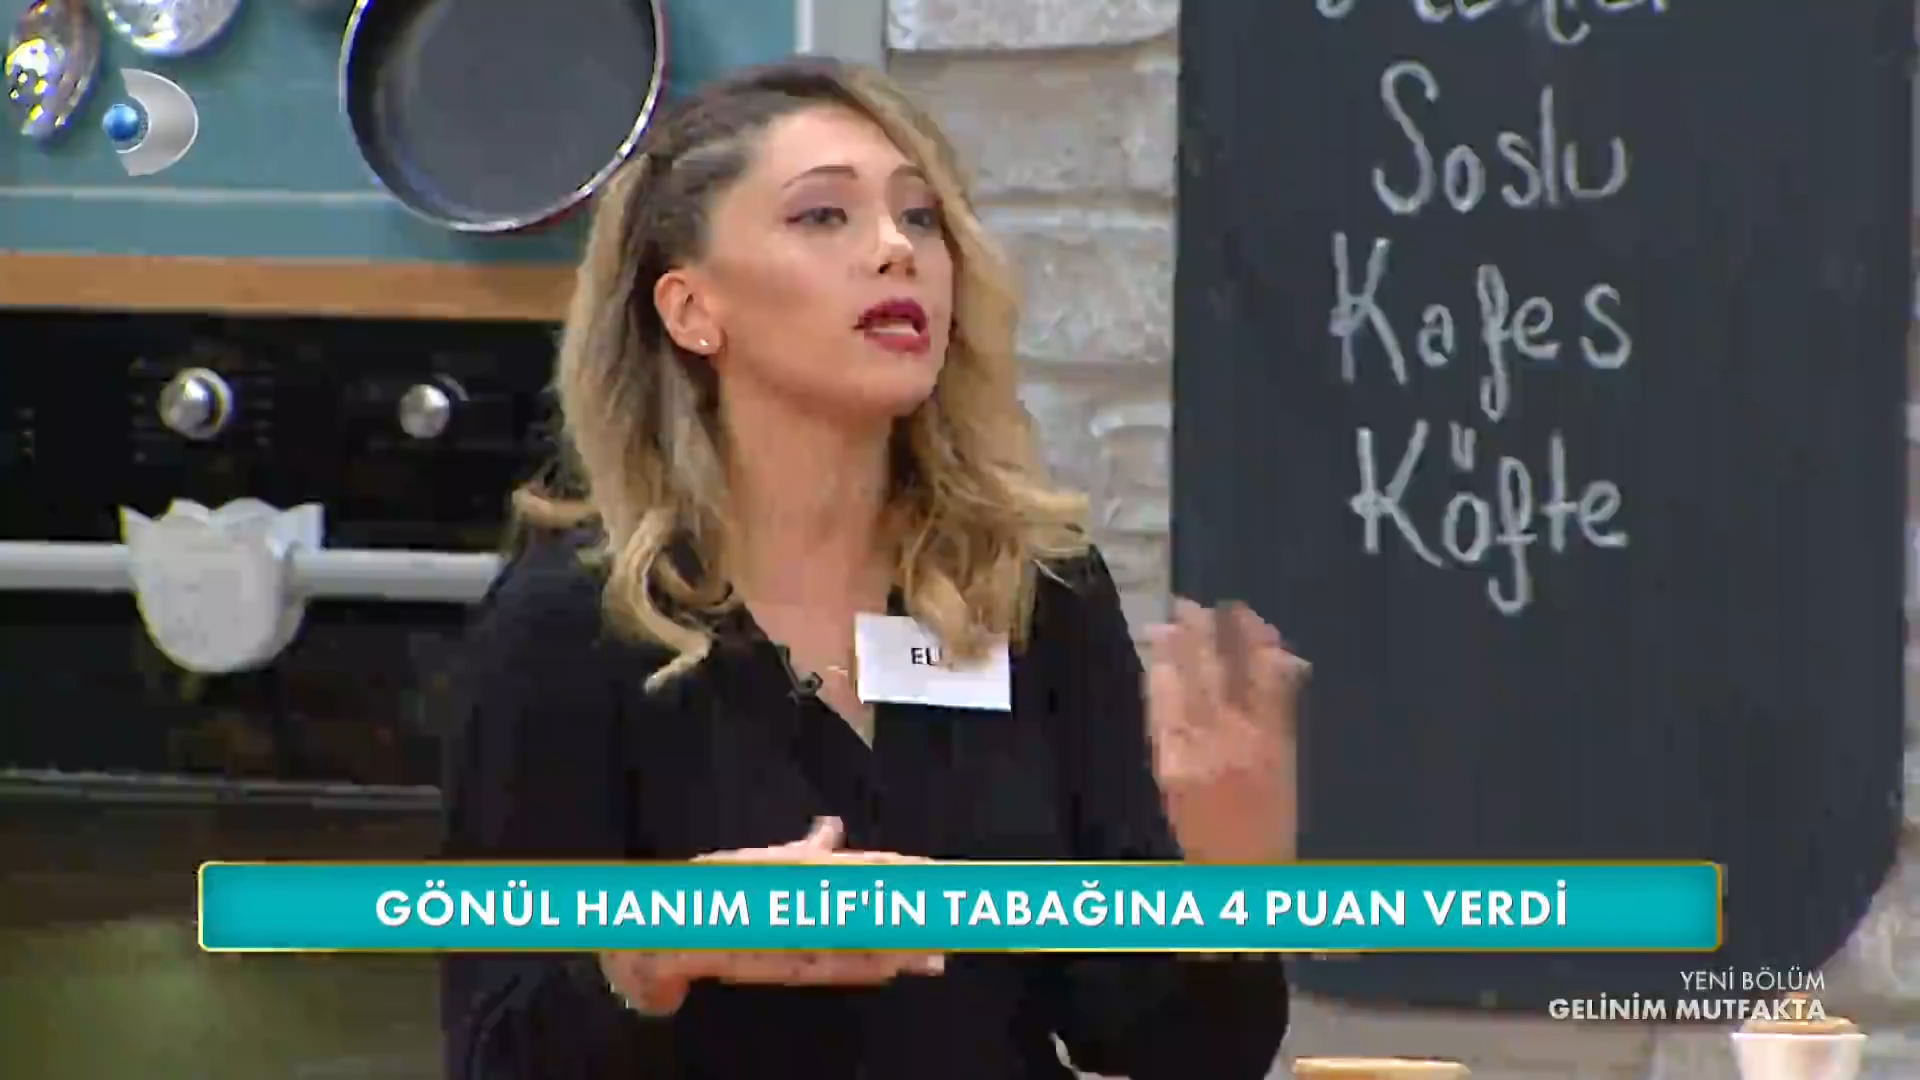 Soslu
Kafes
Köfte
GÖNÜL HANIM ELİF'İN TABAĞINA 4 PUAN VERDİ
YENİ BÖLÜM
GELİNİM MUTFAKTA